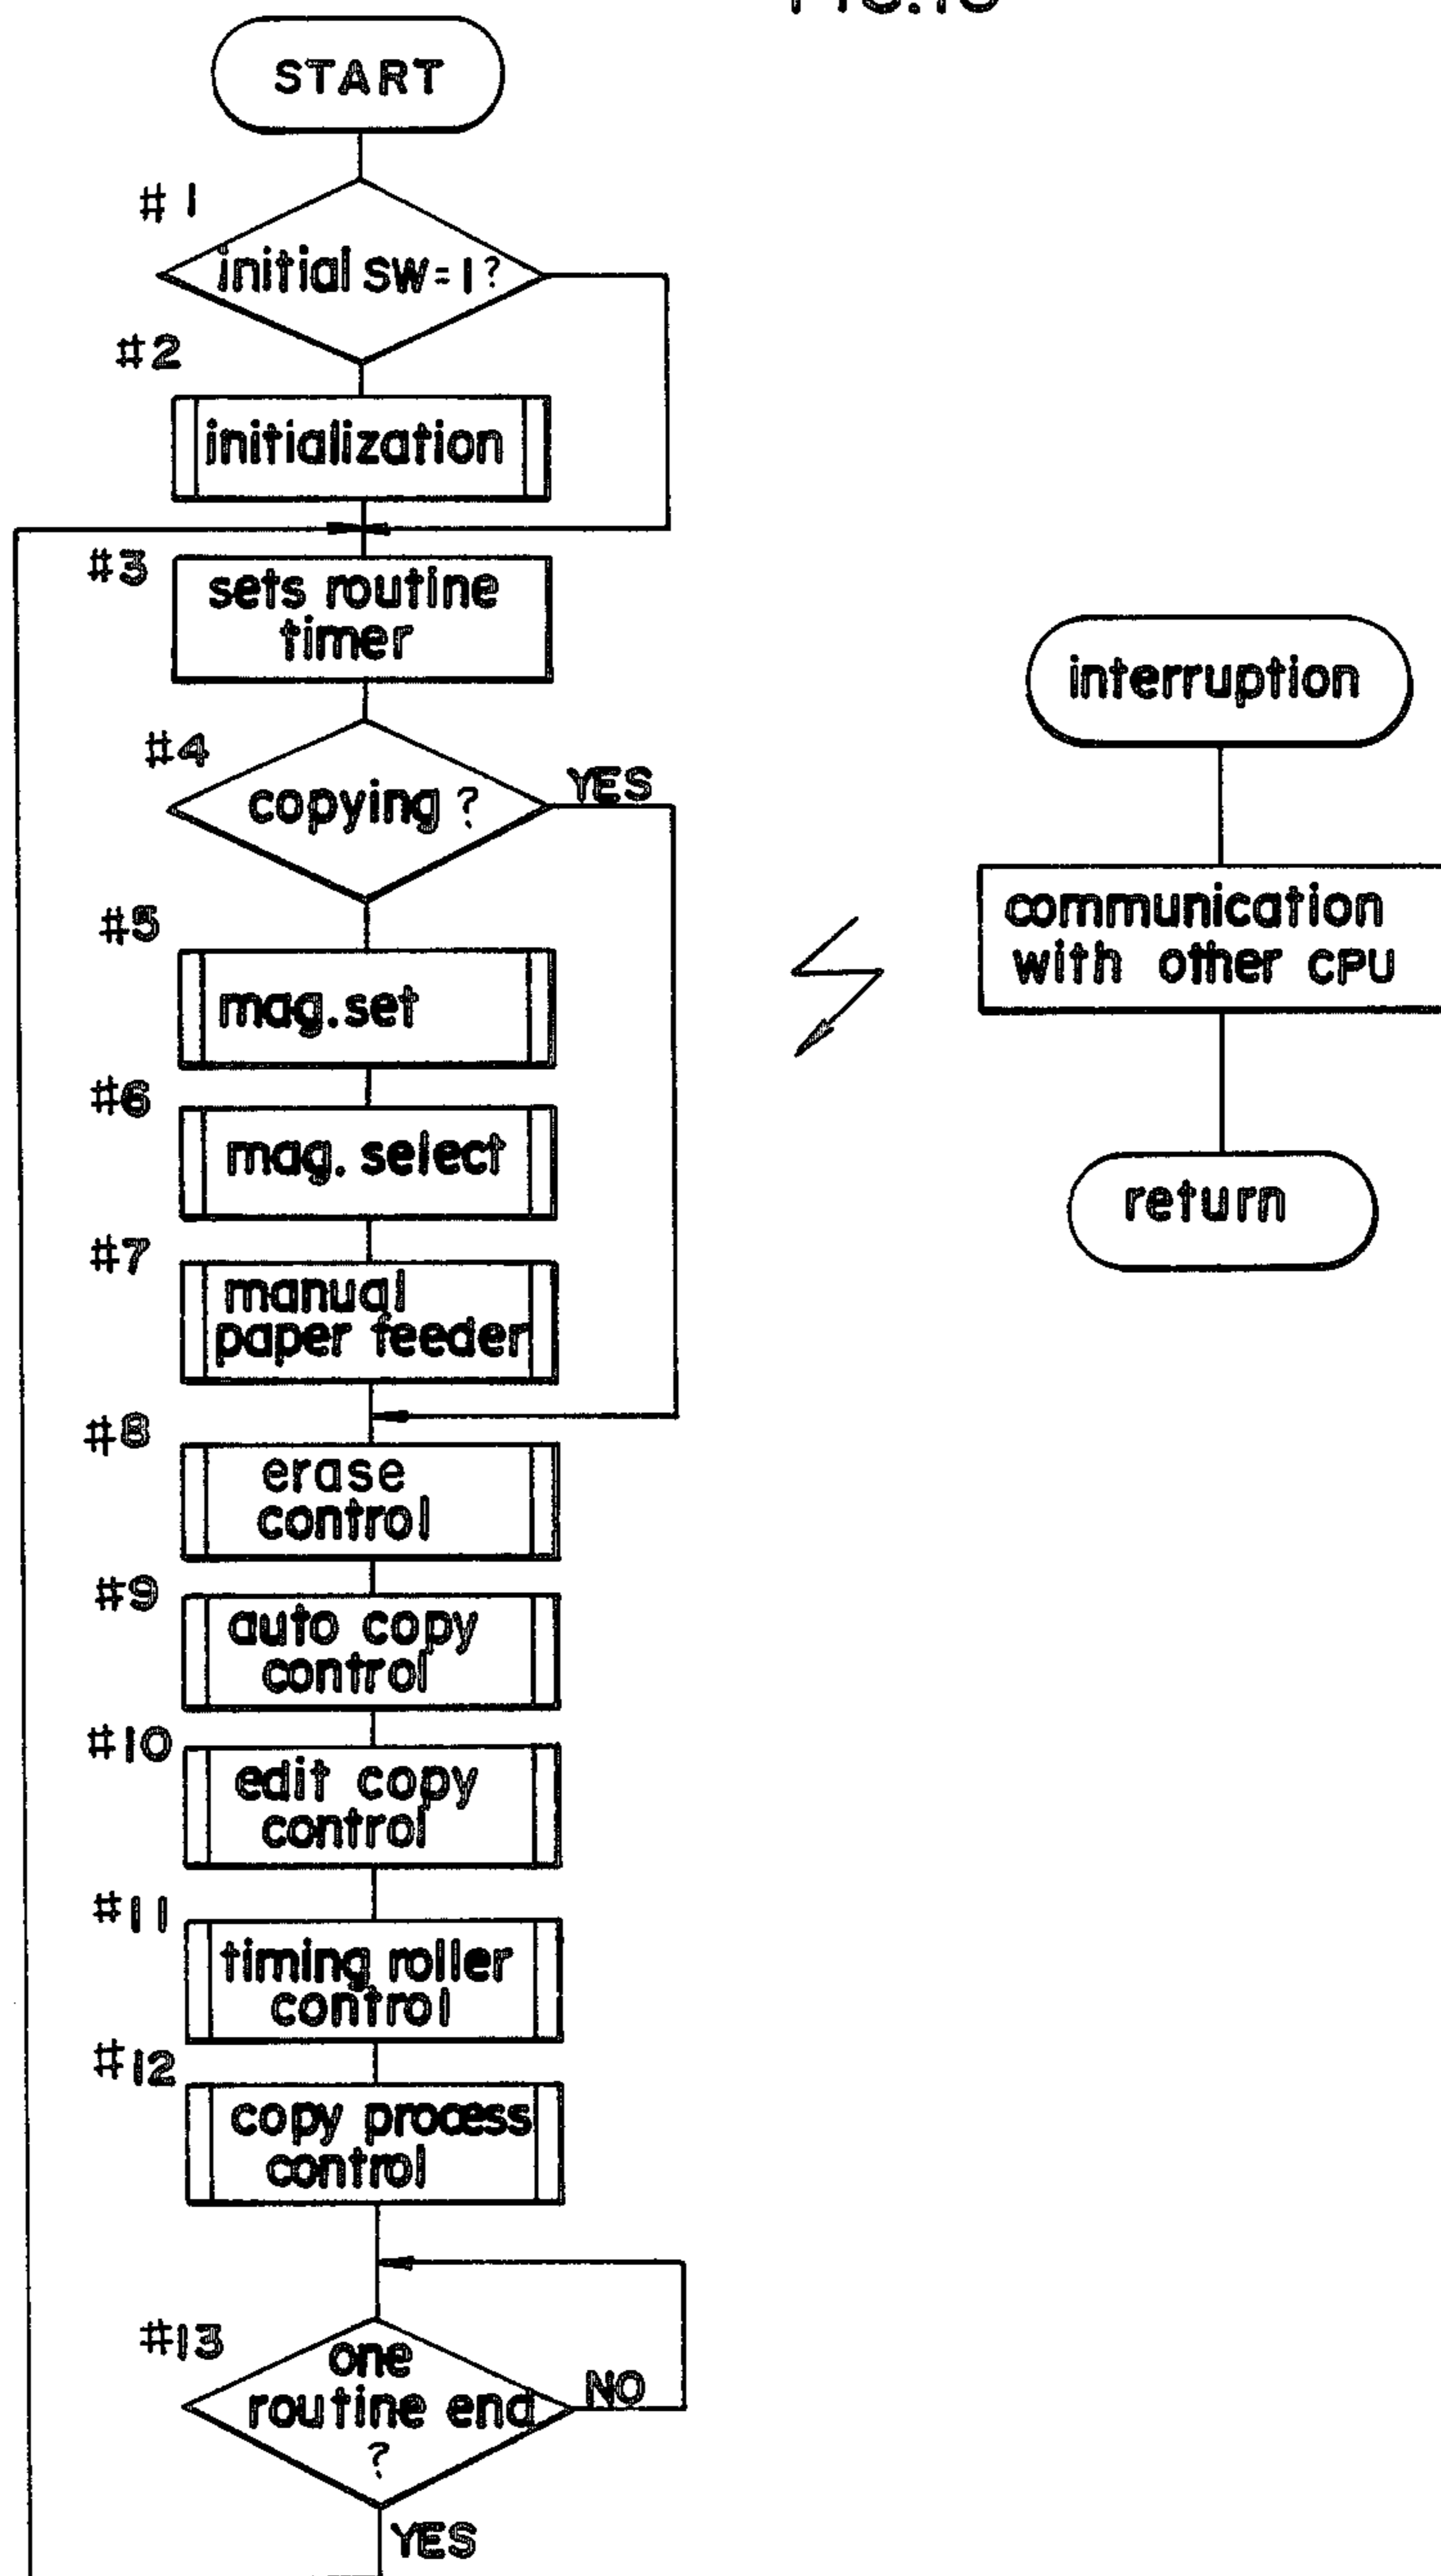 START
#1
initial SW=1?
#2
initialization
#3
sets routine
timer
#4
copying ?
YES
#5
mag.set
#6
mag. select
#7
manual
paper feeder
#8
erase
control
#9
auto copy
control
#10
edit copy
control
#11
timing roller
control
#12
copy process
control
#13
one
routine end
?
NO
YES
interruption
communication
with other CPU
return